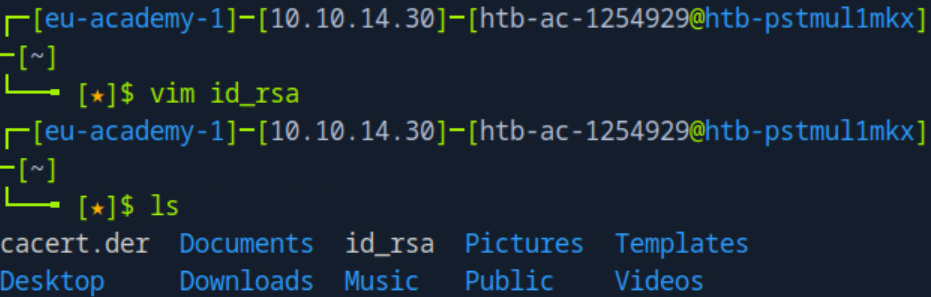 ┌─[eu-academy-1]─[10.10.14.30]─[htb-ac-1254929@htb-pstmul1mkx]
─[~]
└──╼ [★]$ vim id_rsa
┌─[eu-academy-1]─[10.10.14.30]─[htb-ac-1254929@htb-pstmul1mkx]
─[~]
└──╼ [★]$ ls
cacert.der  Documents  id_rsa  Pictures  Templates
Desktop     Downloads  Music   Public    Videos